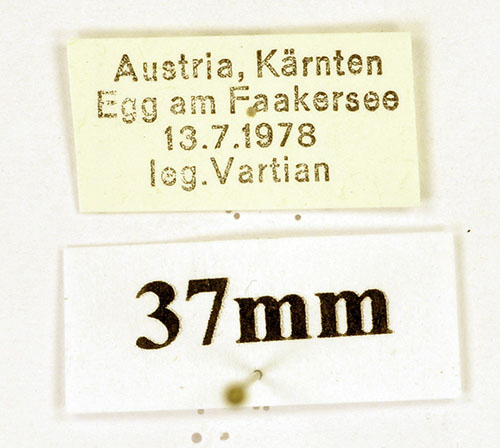 Austria, Kärnten
Egg am Faakersee
13.7.1978
leg.Vartian
37mm